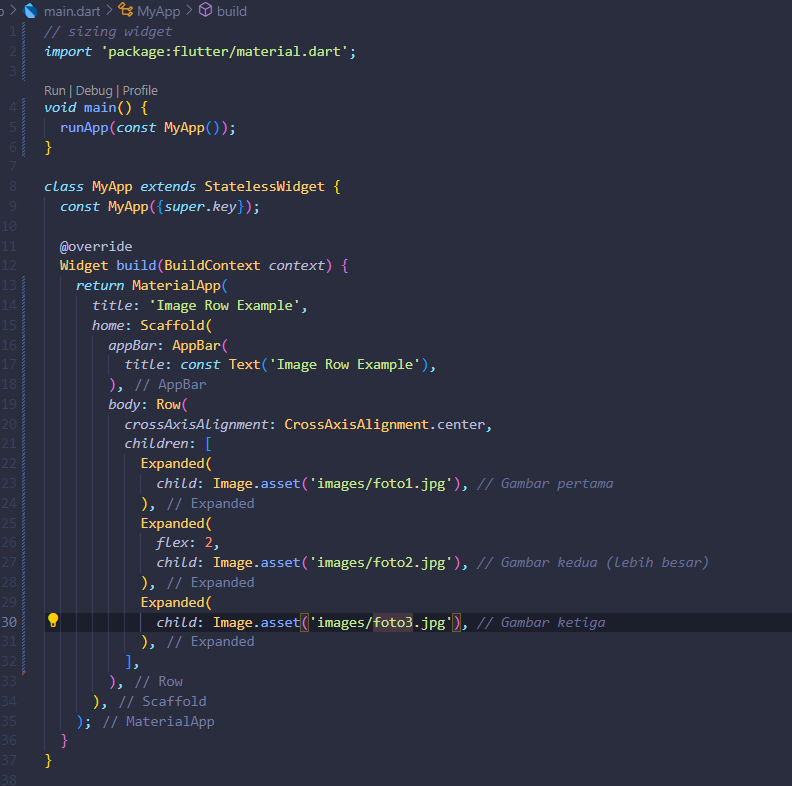 main.dart > MyApp > build
1 // sizing widget
2 import 'package:flutter/material.dart';
3
Run | Debug | Profile
4 void main() {
5   runApp(const MyApp());
6 }
7
8 class MyApp extends StatelessWidget {
9   const MyApp({super.key});
10
11   @override
12   Widget build(BuildContext context) {
13     return MaterialApp(
14       title: 'Image Row Example',
15       home: Scaffold(
16         appBar: AppBar(
17           title: const Text('Image Row Example'),
18         ), // AppBar
19         body: Row(
20           crossAxisAlignment: CrossAxisAlignment.center,
21           children: [
22             Expanded(
23               child: Image.asset('images/foto1.jpg'), // Gambar pertama
24             ), // Expanded
25             Expanded(
26               flex: 2,
27               child: Image.asset('images/foto2.jpg'), // Gambar kedua (lebih besar)
28             ), // Expanded
29             Expanded(
30               child: Image.asset('images/foto3.jpg'), // Gambar ketiga
31             ), // Expanded
32           ],
33         ), // Row
34       ), // Scaffold
35     ); // MaterialApp
36   }
37 }
38